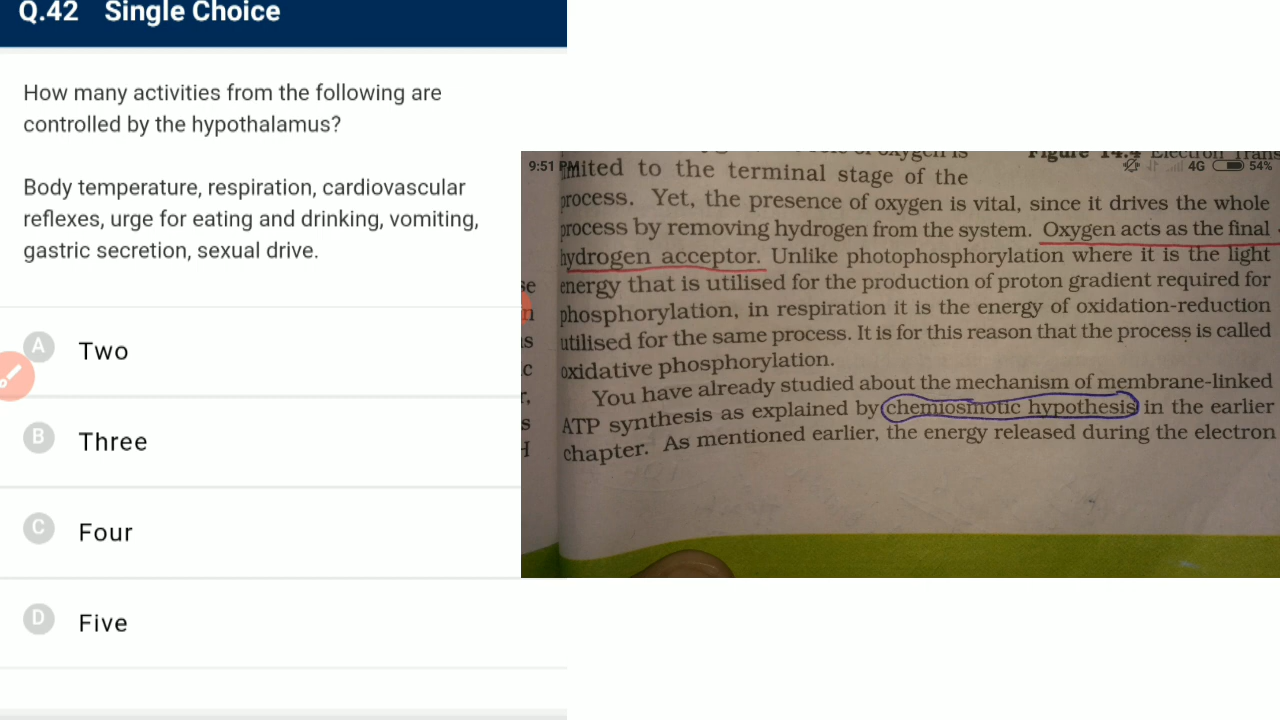 Q.42 Single Choice
How many activities from the following are
controlled by the hypothalamus?
Body temperature, respiration, cardiovascular
reflexes, urge for eating and drinking, vomiting,
gastric secretion, sexual drive.
A Two
B Three
C Four
D Five
Figure 14.4 Electron Trans
9:51 PM 4G 54%
mited to the terminal stage of the
process. Yet, the presence of oxygen is vital, since it drives the whole
process by removing hydrogen from the system. Oxygen acts as the final
hydrogen acceptor. Unlike photophosphorylation where it is the light
energy that is utilised for the production of proton gradient required for
phosphorylation, in respiration it is the energy of oxidation-reduction
utilised for the same process. It is for this reason that the process is called
oxidative phosphorylation.
You have already studied about the mechanism of membrane-linked
ATP synthesis as explained by chemiosmotic hypothesis in the earlier
chapter. As mentioned earlier, the energy released during the electron